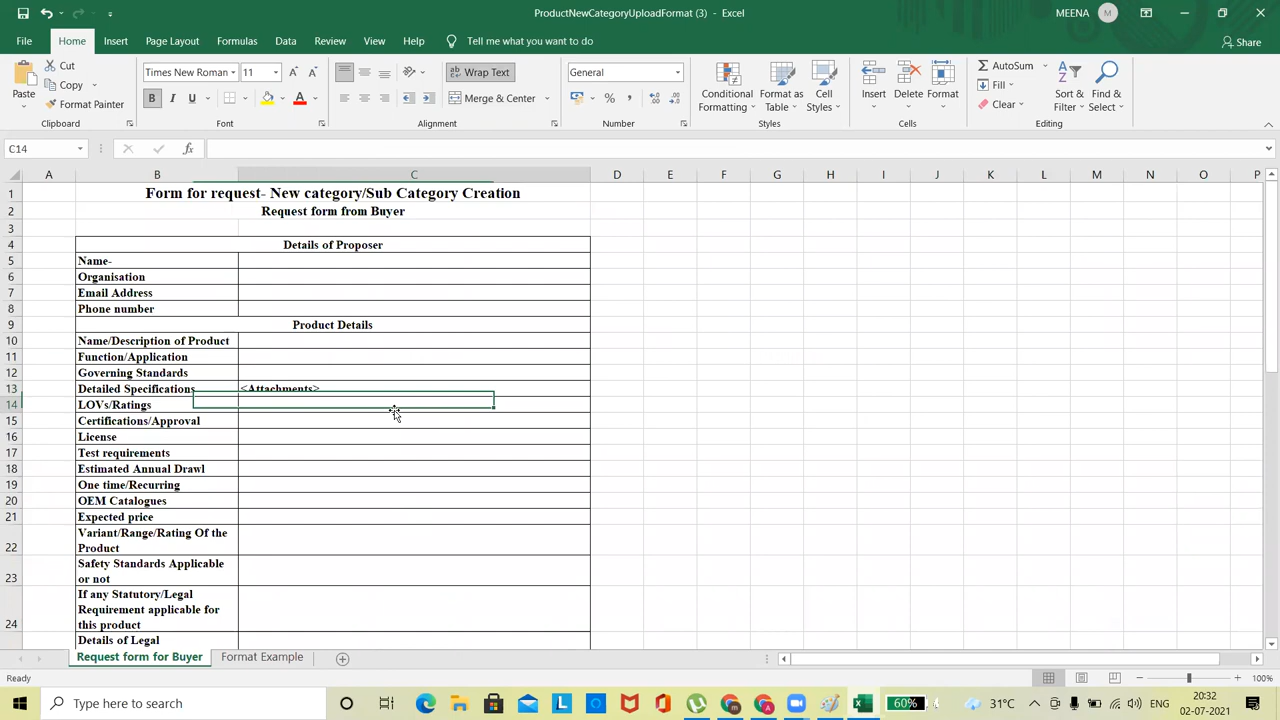 ProductNewCategoryUploadFormat (3) - Excel
MEENA M
File Home Insert Page Layout Formulas Data Review View Help Tell me what you want to do Share
Paste
Cut
Copy
Format Painter
Clipboard
Times New Roman 11
B I U
Font
Wrap Text
Merge & Center
Alignment
General
Number
Conditional Formatting
Format as Table
Cell Styles
Styles
Insert Delete Format
Cells
AutoSum
Fill
Clear
Sort & Filter
Find & Select
Editing
C14
fx
A B C D E F G H I J K L M N O P
1 Form for request- New category/Sub Category Creation
2 Request form from Buyer
3
4 Details of Proposer
5 Name-
6 Organisation
7 Email Address
8 Phone number
9 Product Details
10 Name/Description of Product
11 Function/Application
12 Governing Standards
13 Detailed Specifications <Attachments>
14 LOVs/Ratings
15 Certifications/Approval
16 License
17 Test requirements
18 Estimated Annual Drawl
19 One time/Recurring
20 OEM Catalogues
21 Expected price
Variant/Range/Rating Of the
22 Product
Safety Standards Applicable
23 or not
If any Statutory/Legal
Requirement applicable for
24 this product
Details of Legal
Request form for Buyer Format Example
Ready 100%
Type here to search
60% 31°C ENG
20:32
02-07-2021